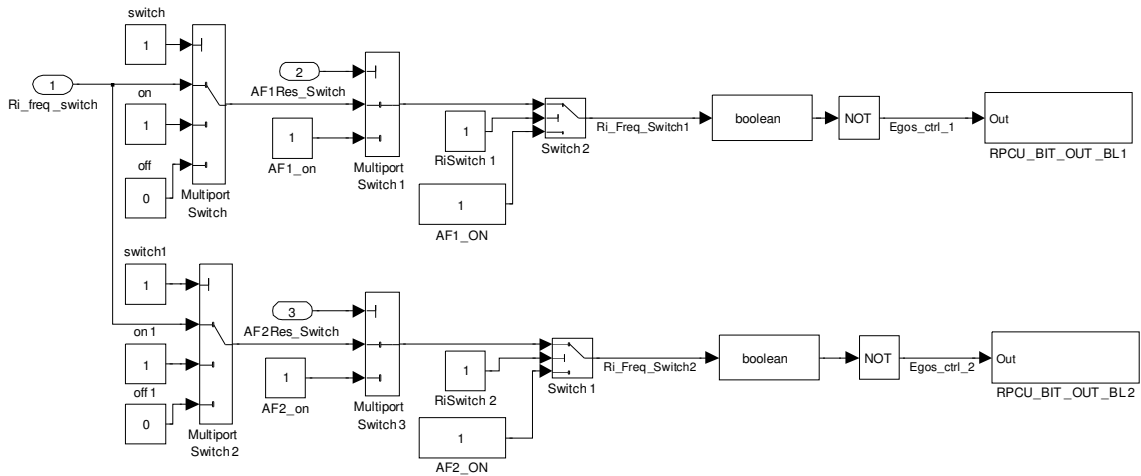 switch
1
1
Ri_freq_switch
on
1
off
0
Multiport
Switch
2
AF1Res_Switch
1
AF1_on
Multiport
Switch 1
1
RiSwitch 1
1
AF1_ON
Switch 2
Ri_Freq_Switch1
boolean
NOT
Egos_ctrl_1
Out
RPCU_BIT_OUT_BL1
switch1
1
on 1
1
off 1
0
Multiport
Switch 2
3
AF2Res_Switch
1
AF2_on
Multiport
Switch 3
1
RiSwitch 2
1
AF2_ON
Switch 1
Ri_Freq_Switch2
boolean
NOT
Egos_ctrl_2
Out
RPCU_BIT_OUT_BL2